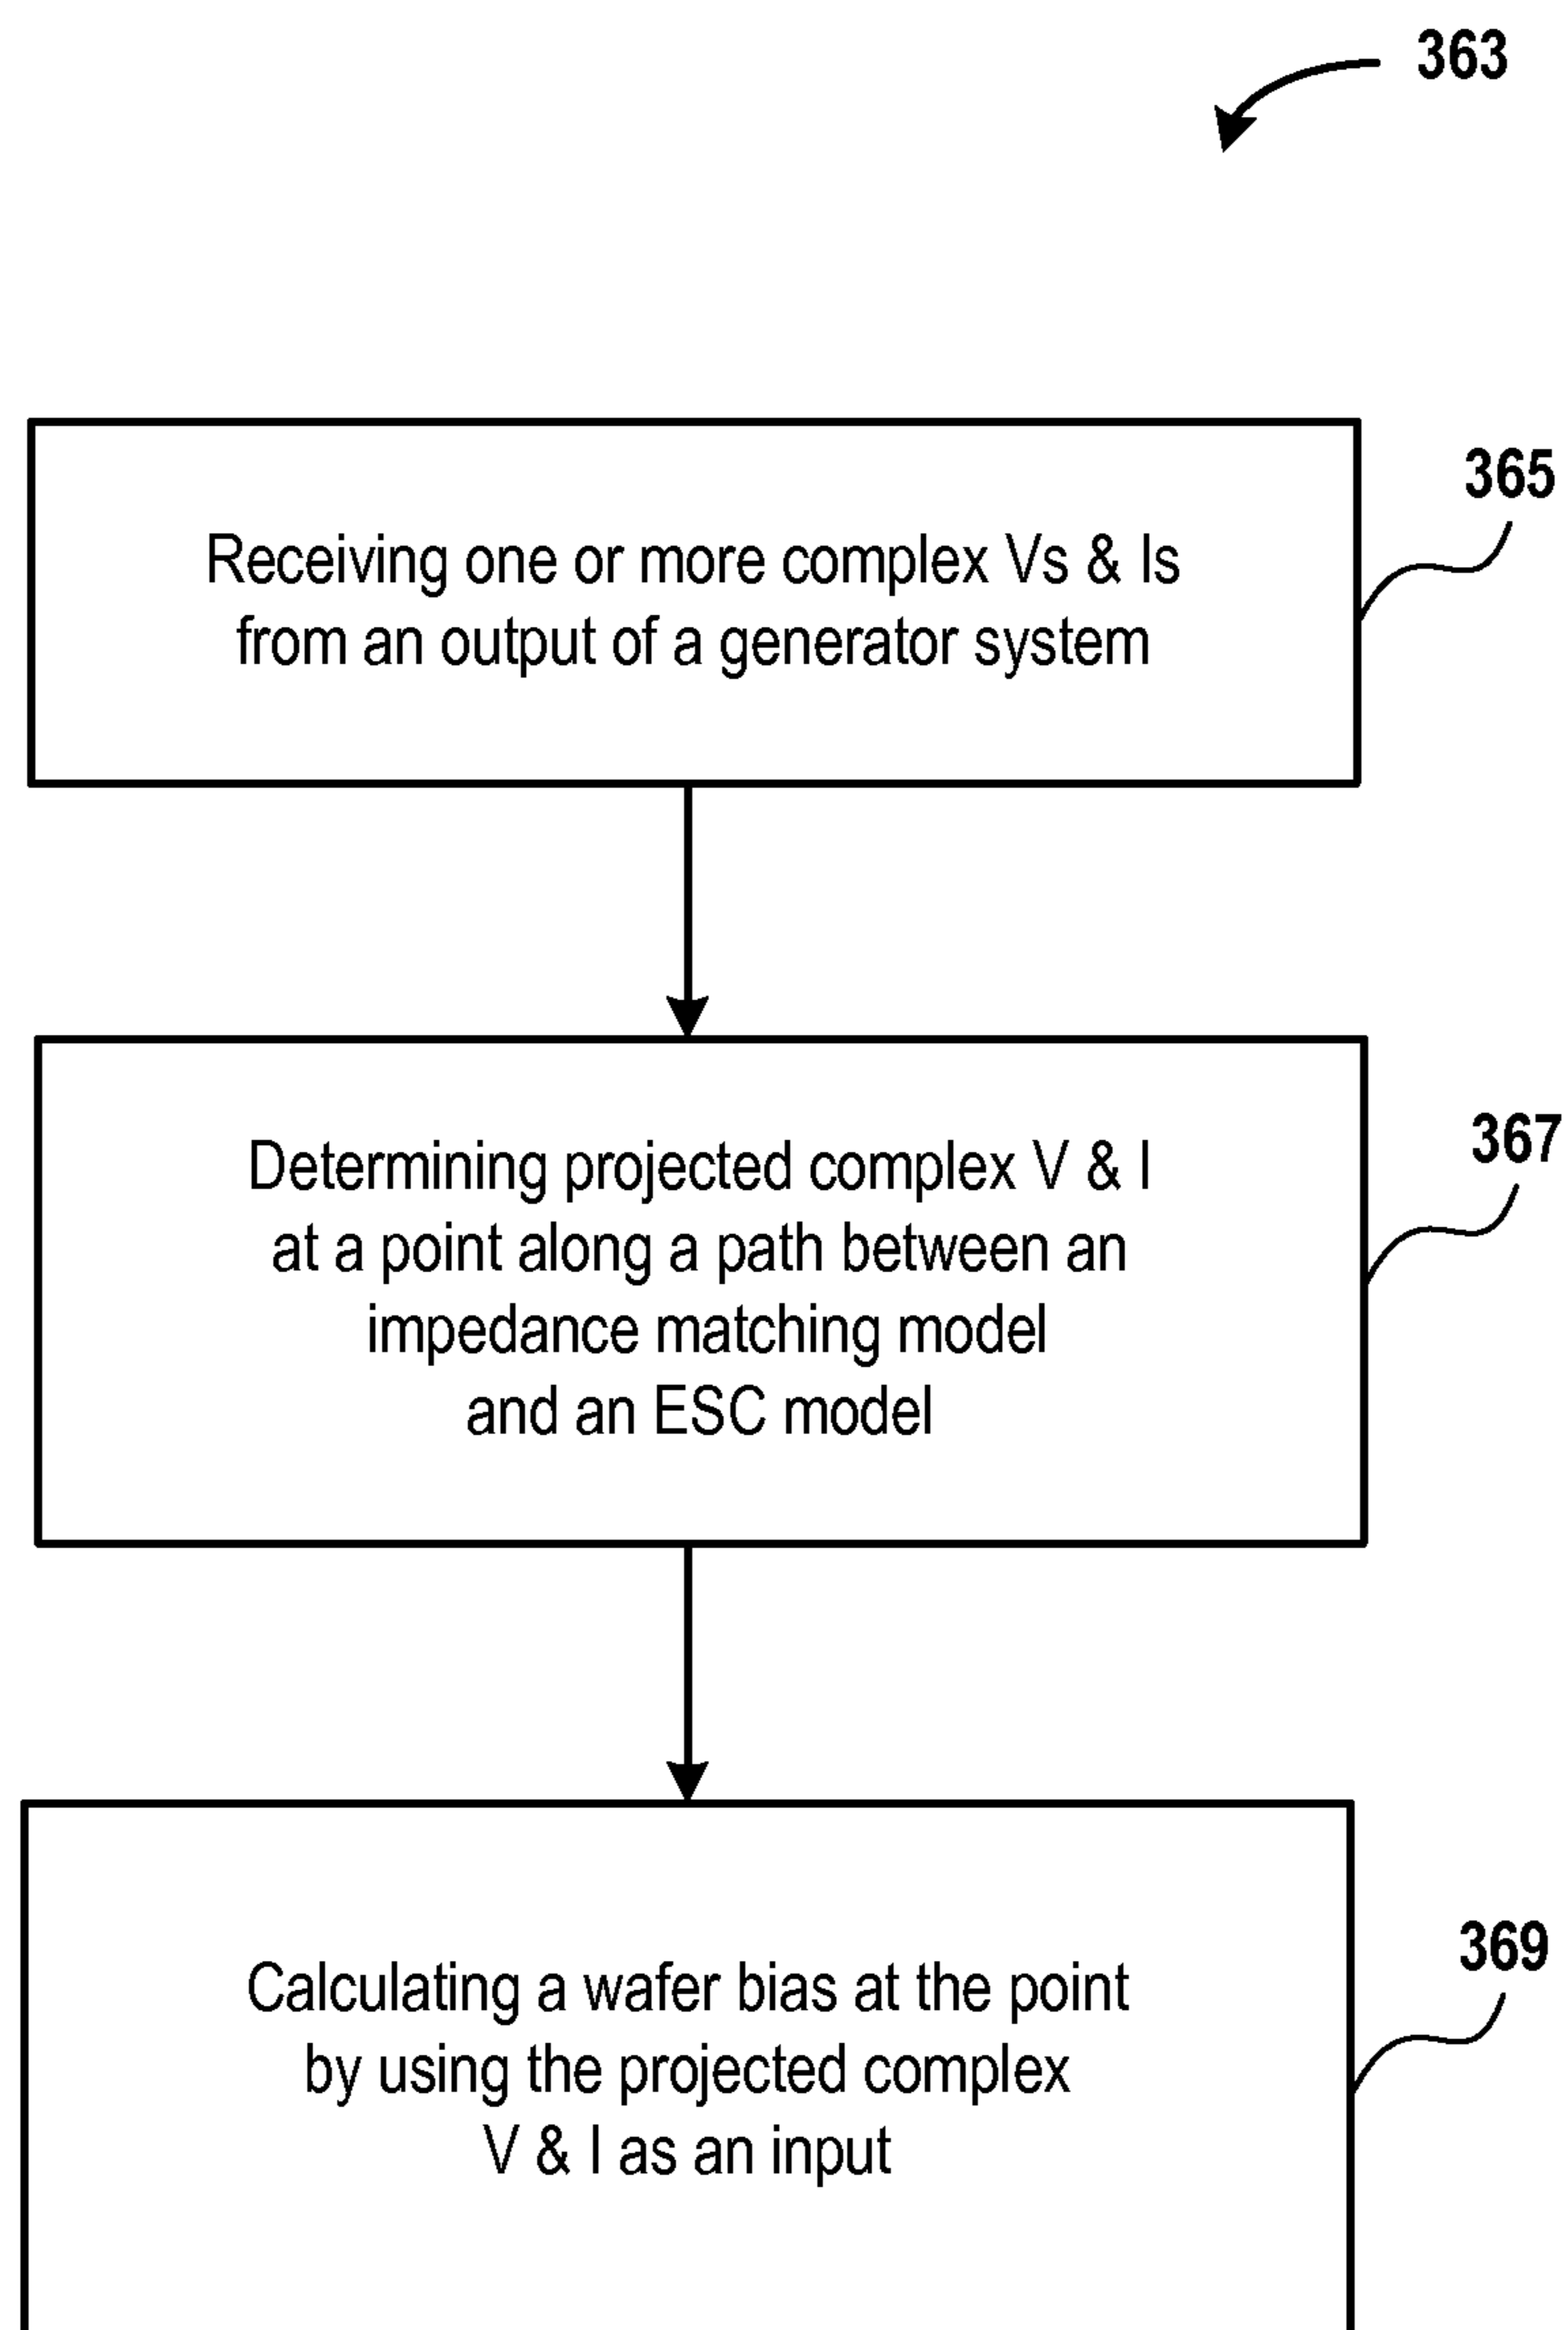 363
365
Receiving one or more complex Vs & Is
from an output of a generator system
367
Determining projected complex V & I
at a point along a path between an
impedance matching model
and an ESC model
369
Calculating a wafer bias at the point
by using the projected complex
V & I as an input